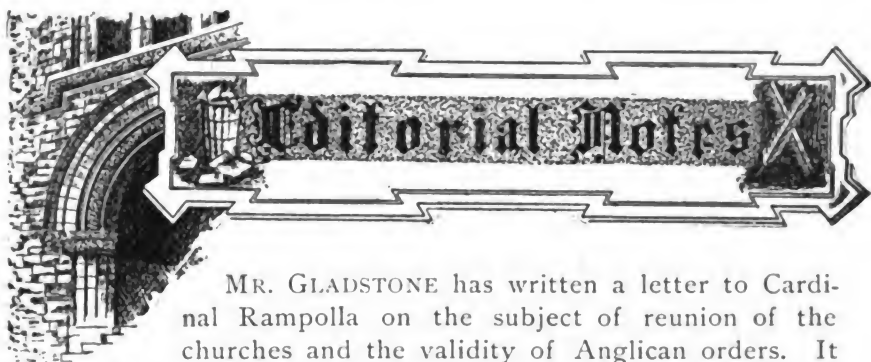 Editorial Notes
MR. GLADSTONE has written a letter to Cardi-
nal Rampolla on the subject of reunion of the
churches and the validity of Anglican orders. It